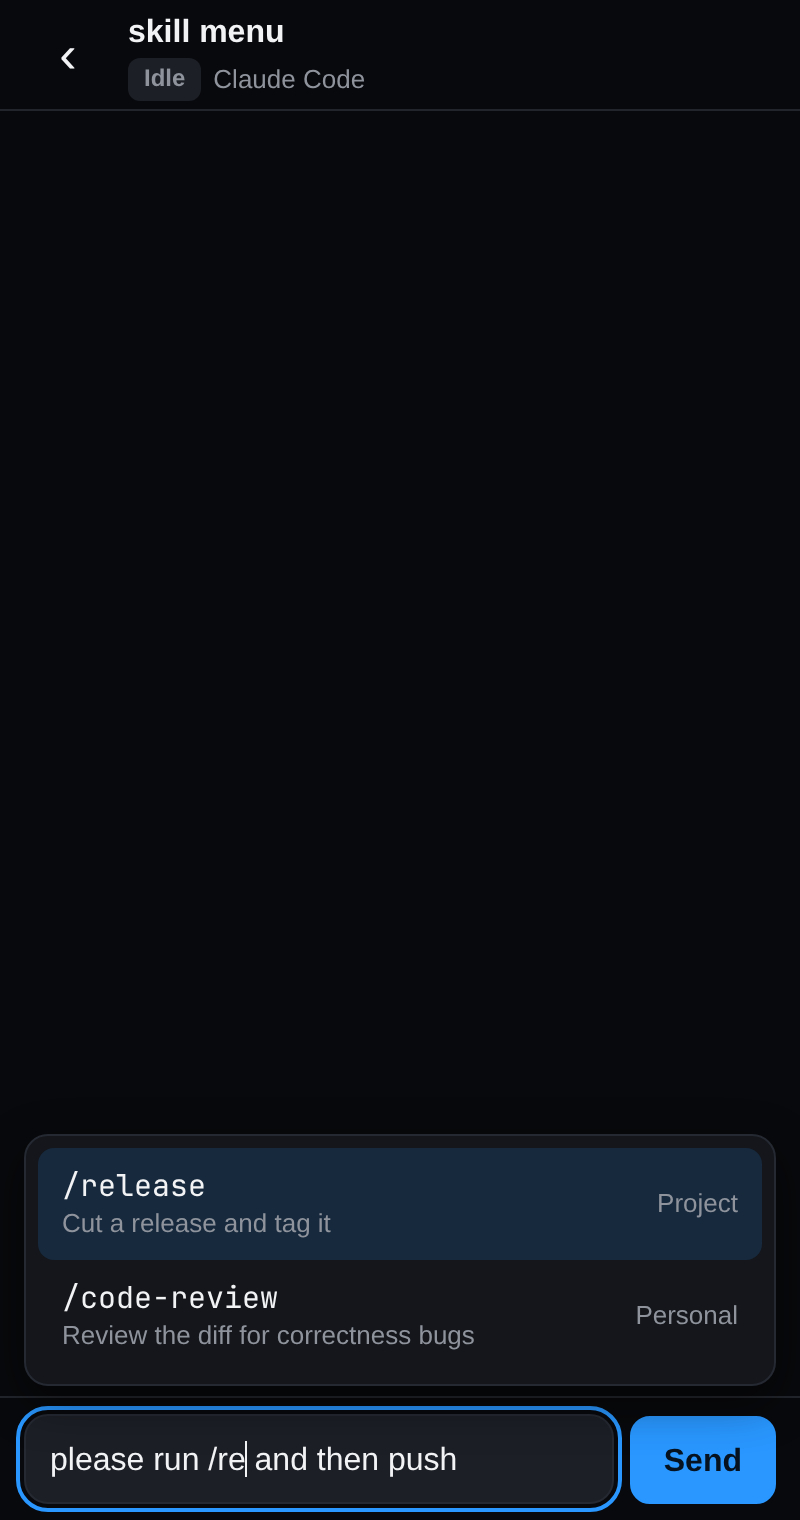 skill menu
Idle Claude Code
/release
Cut a release and tag it
Project
/code-review
Review the diff for correctness bugs
Personal
please run /re and then push
Send